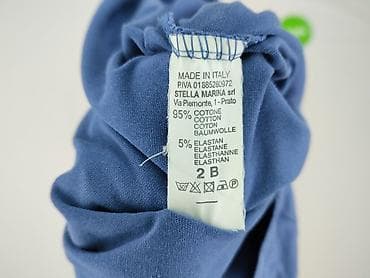 MADE IN ITALY
P.IVA 01885280972
STELLA MARINA srl
Via Piemonte, 1 - Prato
95% COTONE
COTTON
COTON
BAUMWOLLE
5% ELASTAN
ELASTANE
ELASTHANNE
ELASTHAN
2 B